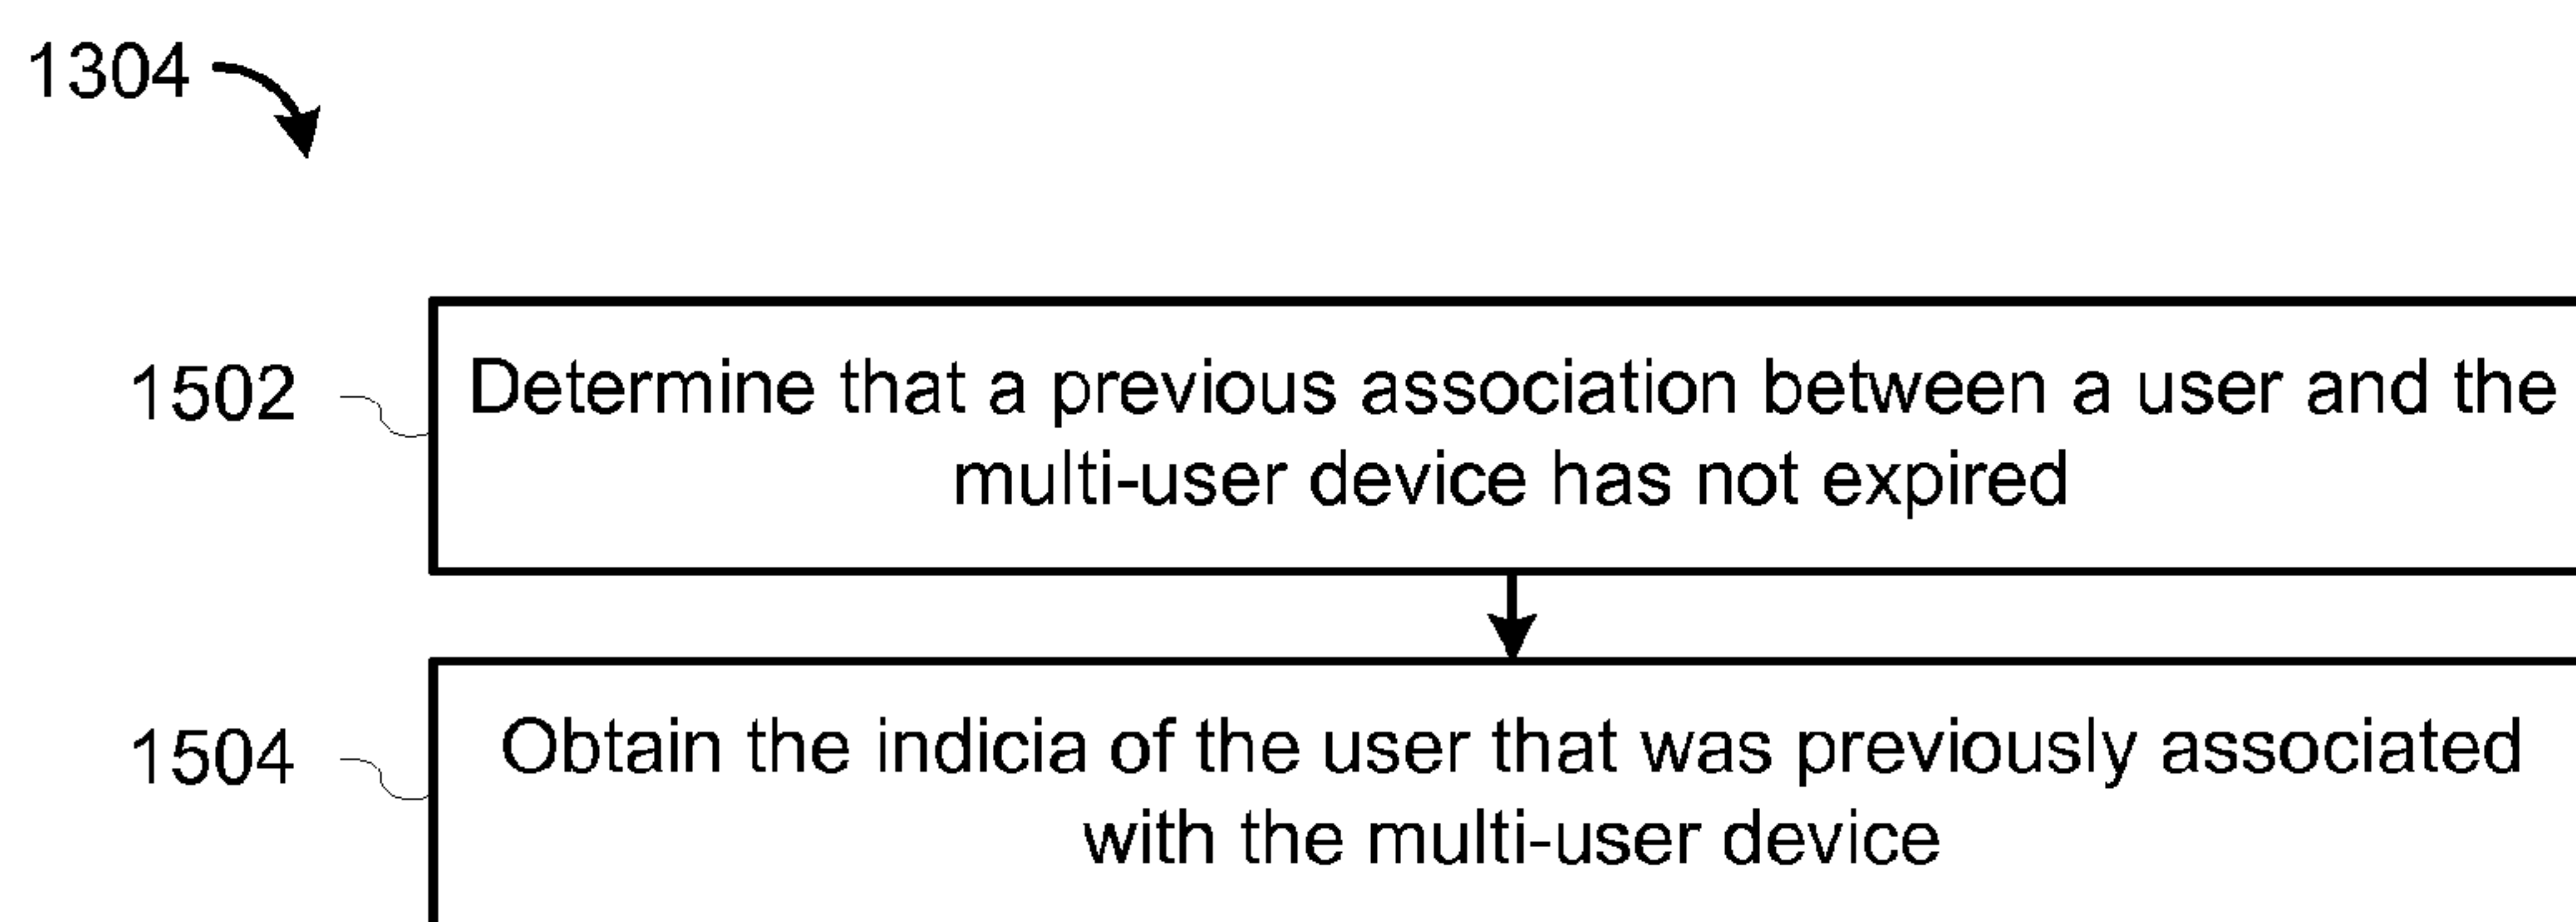 1304
1502
Determine that a previous association between a user and the
multi-user device has not expired
1504
Obtain the indicia of the user that was previously associated
with the multi-user device